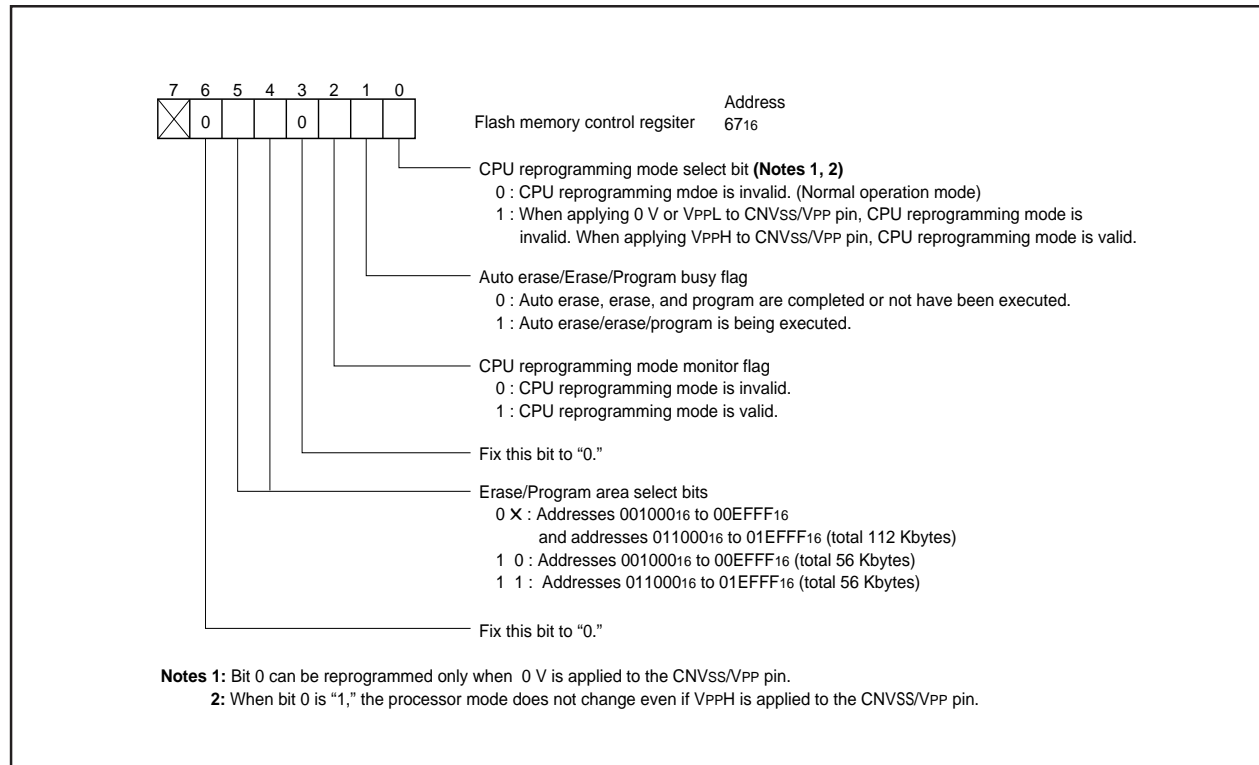 7 6 5 4 3 2 1 0
0 0
Address
Flash memory control regsiter 6716
CPU reprogramming mode select bit (Notes 1, 2)
0 : CPU reprogramming mdoe is invalid. (Normal operation mode)
1 : When applying 0 V or VPPL to CNVSS/VPP pin, CPU reprogramming mode is
invalid. When applying VPPH to CNVSS/VPP pin, CPU reprogramming mode is valid.
Auto erase/Erase/Program busy flag
0 : Auto erase, erase, and program are completed or not have been executed.
1 : Auto erase/erase/program is being executed.
CPU reprogramming mode monitor flag
0 : CPU reprogramming mode is invalid.
1 : CPU reprogramming mode is valid.
Fix this bit to “0.”
Erase/Program area select bits
0 X : Addresses 00100016 to 00EFFF16
and addresses 01100016 to 01EFFF16 (total 112 Kbytes)
1 0 : Addresses 00100016 to 00EFFF16 (total 56 Kbytes)
1 1 : Addresses 01100016 to 01EFFF16 (total 56 Kbytes)
Fix this bit to “0.”
Notes 1: Bit 0 can be reprogrammed only when 0 V is applied to the CNVSS/VPP pin.
2: When bit 0 is “1,” the processor mode does not change even if VPPH is applied to the CNVSS/VPP pin.